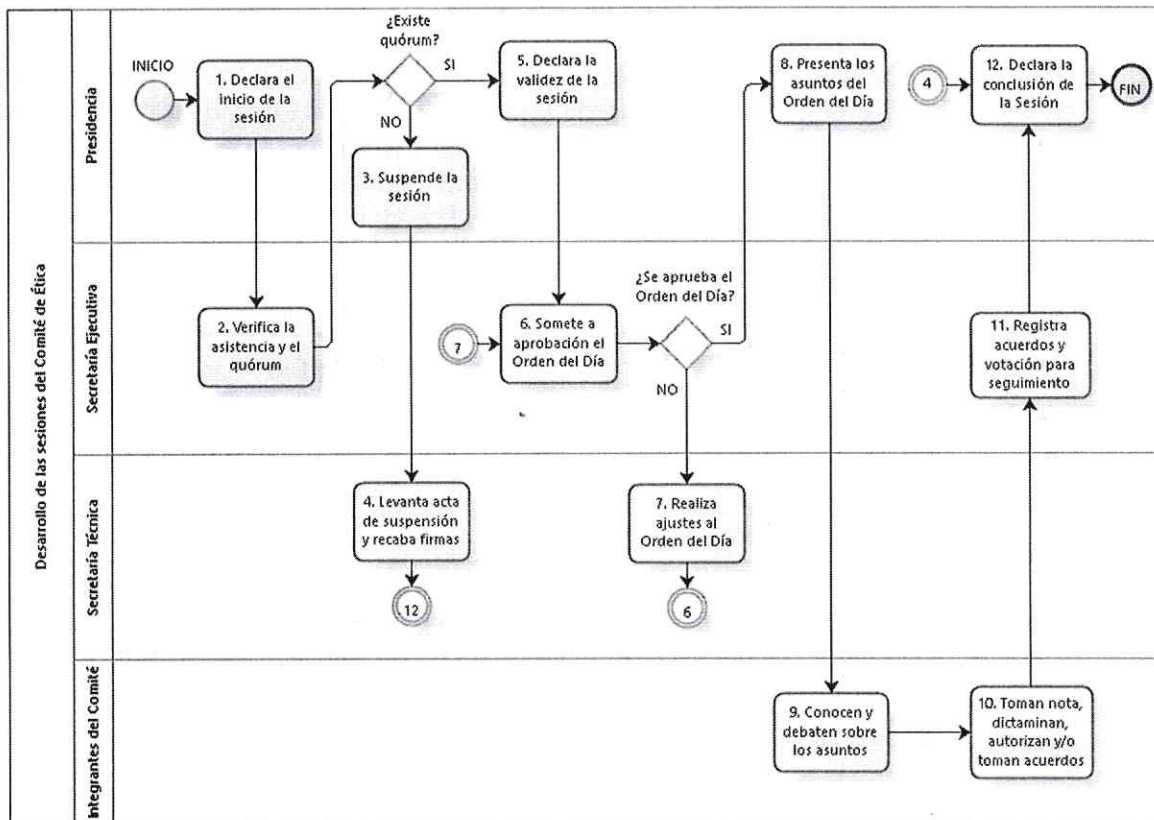 Desarrollo de las sesiones del Comité de Ética
Presidencia
INICIO
1. Declara el
inicio de la
sesión
¿Existe
quórum?
SI
NO
3. Suspende la
sesión
5. Declara la
validez de la
sesión
8. Presenta los
asuntos del
Orden del Día
4
12. Declara la
conclusión de
la Sesión
FIN
Secretaría Ejecutiva
2. Verifica la
asistencia y el
quórum
7
6. Somete a
aprobación el
Orden del Día
¿Se aprueba el
Orden del Día?
SI
NO
11. Registra
acuerdos y
votación para
seguimiento
Secretaría Técnica
4. Levanta acta
de suspensión
y recaba firmas
12
7. Realiza
ajustes al
Orden del Día
6
Integrantes del Comité
9. Conocen y
debaten sobre
los asuntos
10. Toman nota,
dictaminan,
autorizan y/o
toman acuerdos